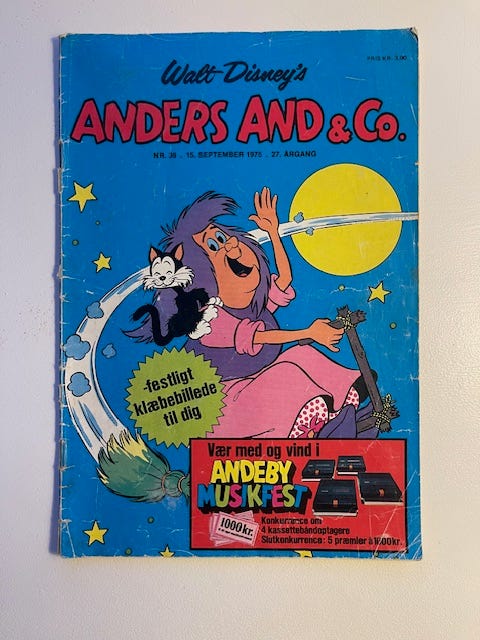 Walt Disney's
PRIS KR. 3,00
ANDERS AND & Co.
NR. 38 . 15. SEPTEMBER 1975 . 27. ÅRGANG
-festligt
klæbebillede
til dig
Vær med og vind i
ANDEBY
MUSIKFEST
1000 kr.
Konkurrence om
4 kassettebåndoptagere
Slutkonkurrence: 5 præmier à 1000 kr.